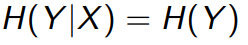 H(Y|X) = H(Y)